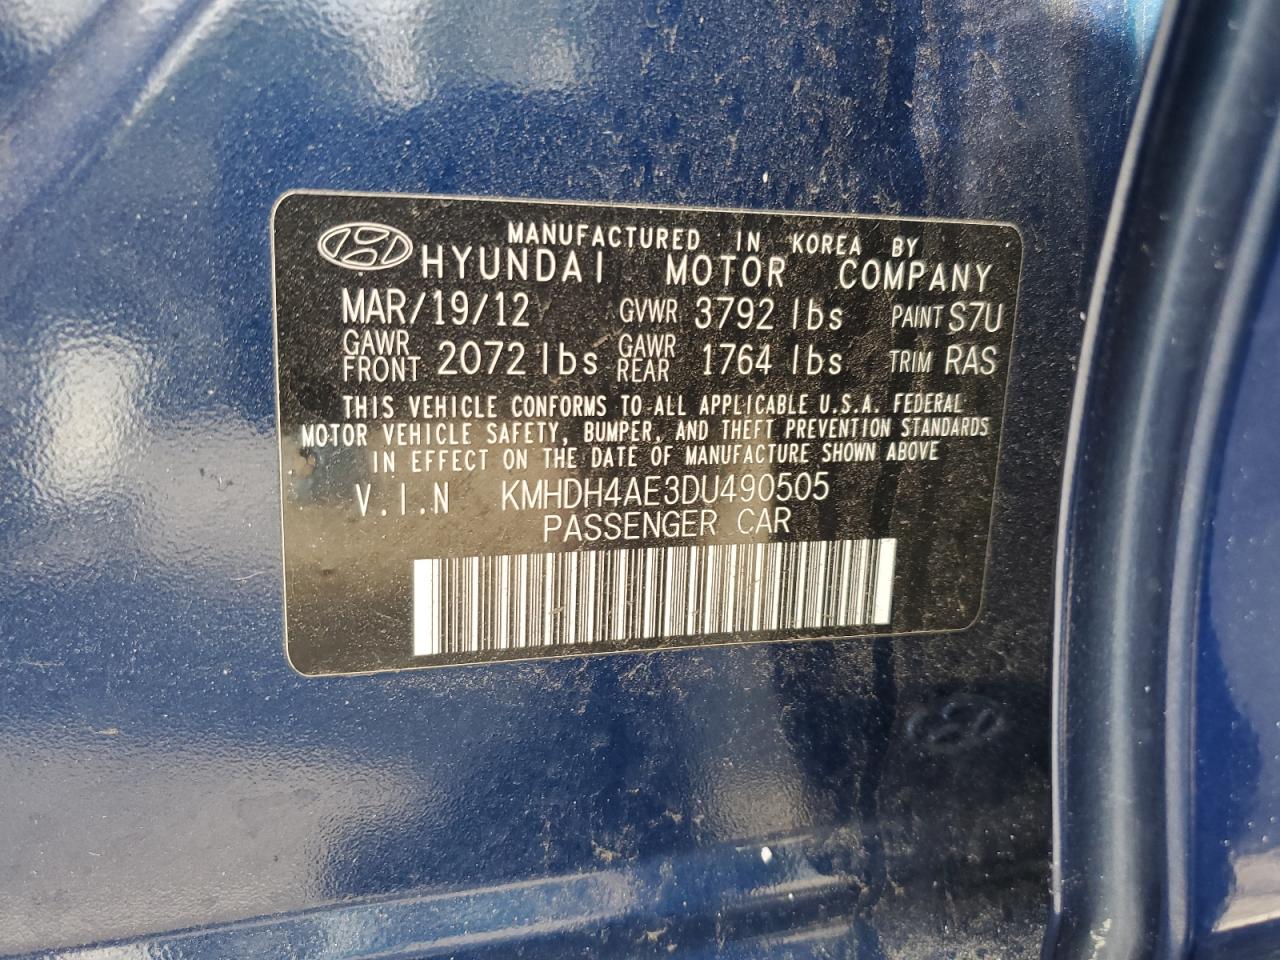 MANUFACTURED IN KOREA BY
HYUNDAI MOTOR COMPANY
MAR/19/12 GVWR 3792 lbs PAINT S7U
GAWR FRONT 2072 lbs GAWR REAR 1764 lbs TRIM RAS
THIS VEHICLE CONFORMS TO ALL APPLICABLE U.S.A. FEDERAL
MOTOR VEHICLE SAFETY, BUMPER, AND THEFT PREVENTION STANDARDS
IN EFFECT ON THE DATE OF MANUFACTURE SHOWN ABOVE
V.I.N KMHDH4AE3DU490505
PASSENGER CAR